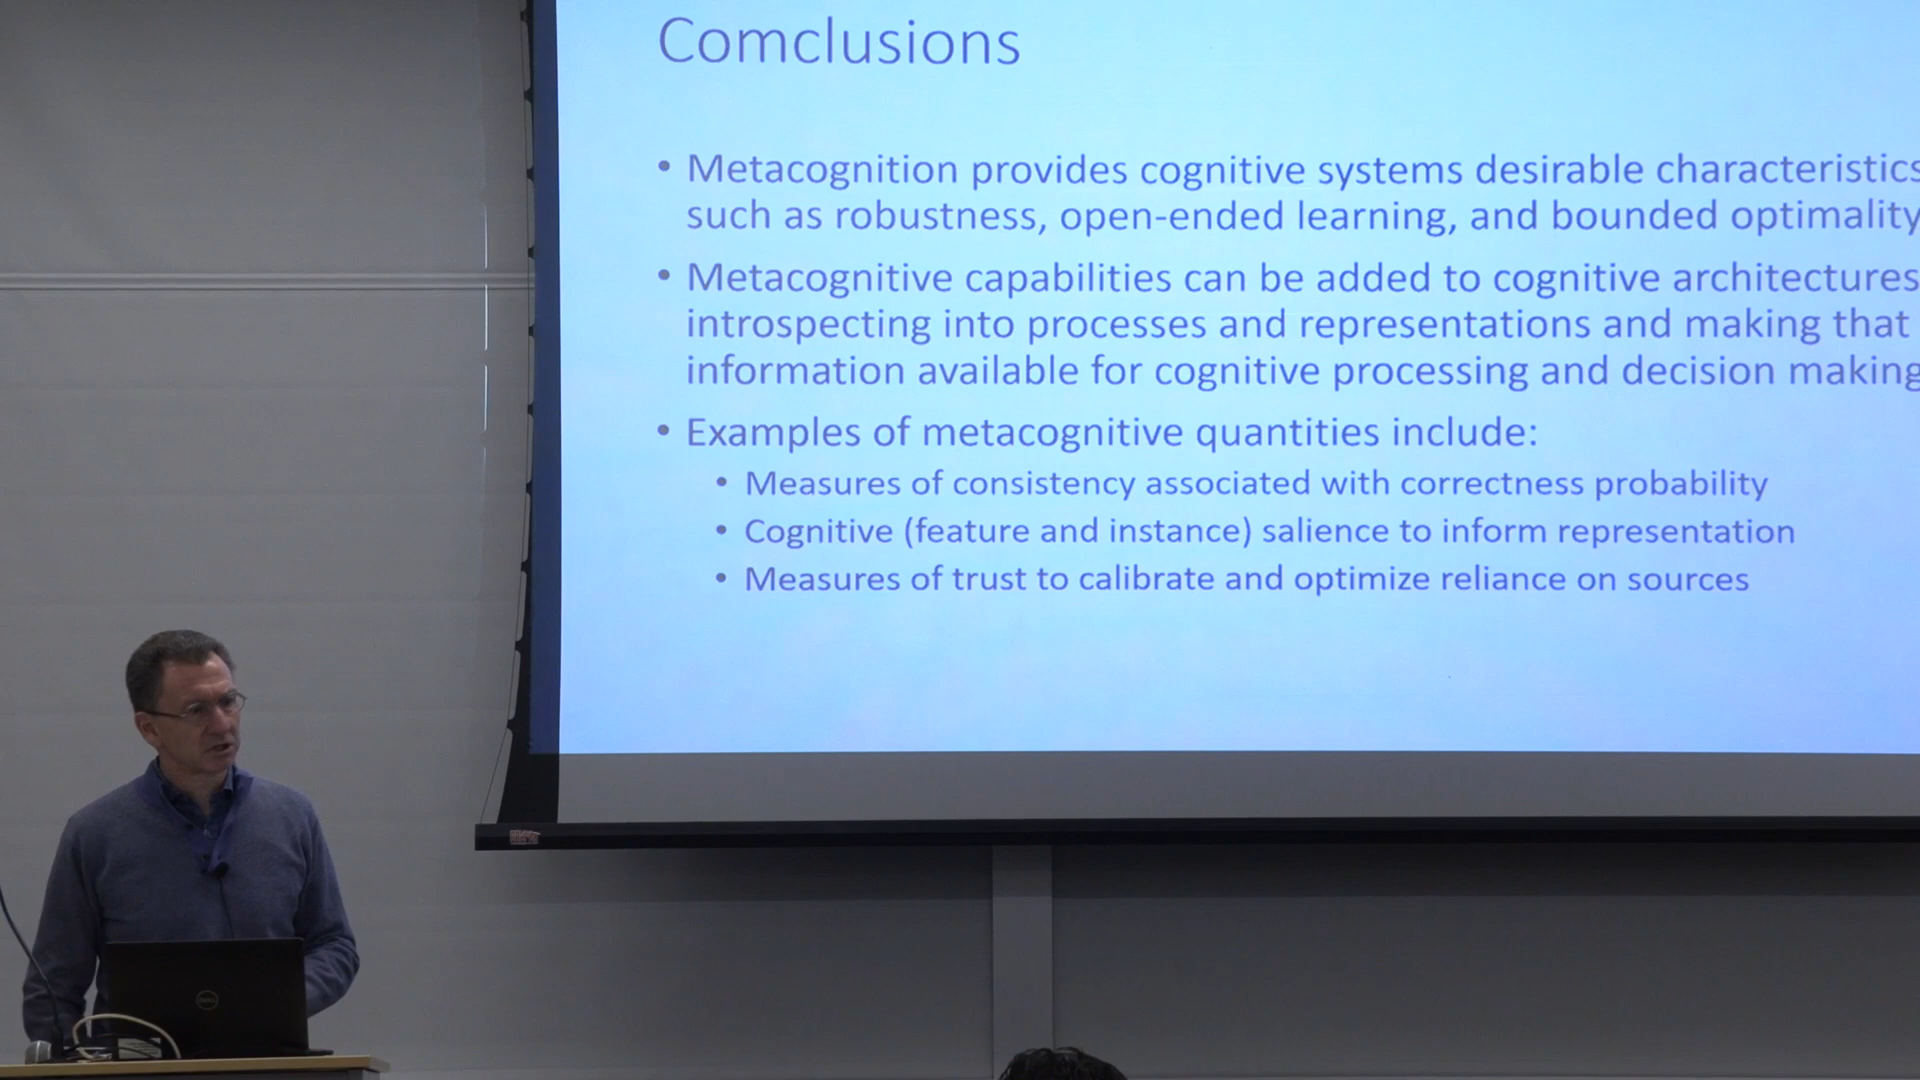 Comclusions
• Metacognition provides cognitive systems desirable characteristics
such as robustness, open-ended learning, and bounded optimality
• Metacognitive capabilities can be added to cognitive architectures
introspecting into processes and representations and making that
information available for cognitive processing and decision making
• Examples of metacognitive quantities include:
• Measures of consistency associated with correctness probability
• Cognitive (feature and instance) salience to inform representation
• Measures of trust to calibrate and optimize reliance on sources
DELL